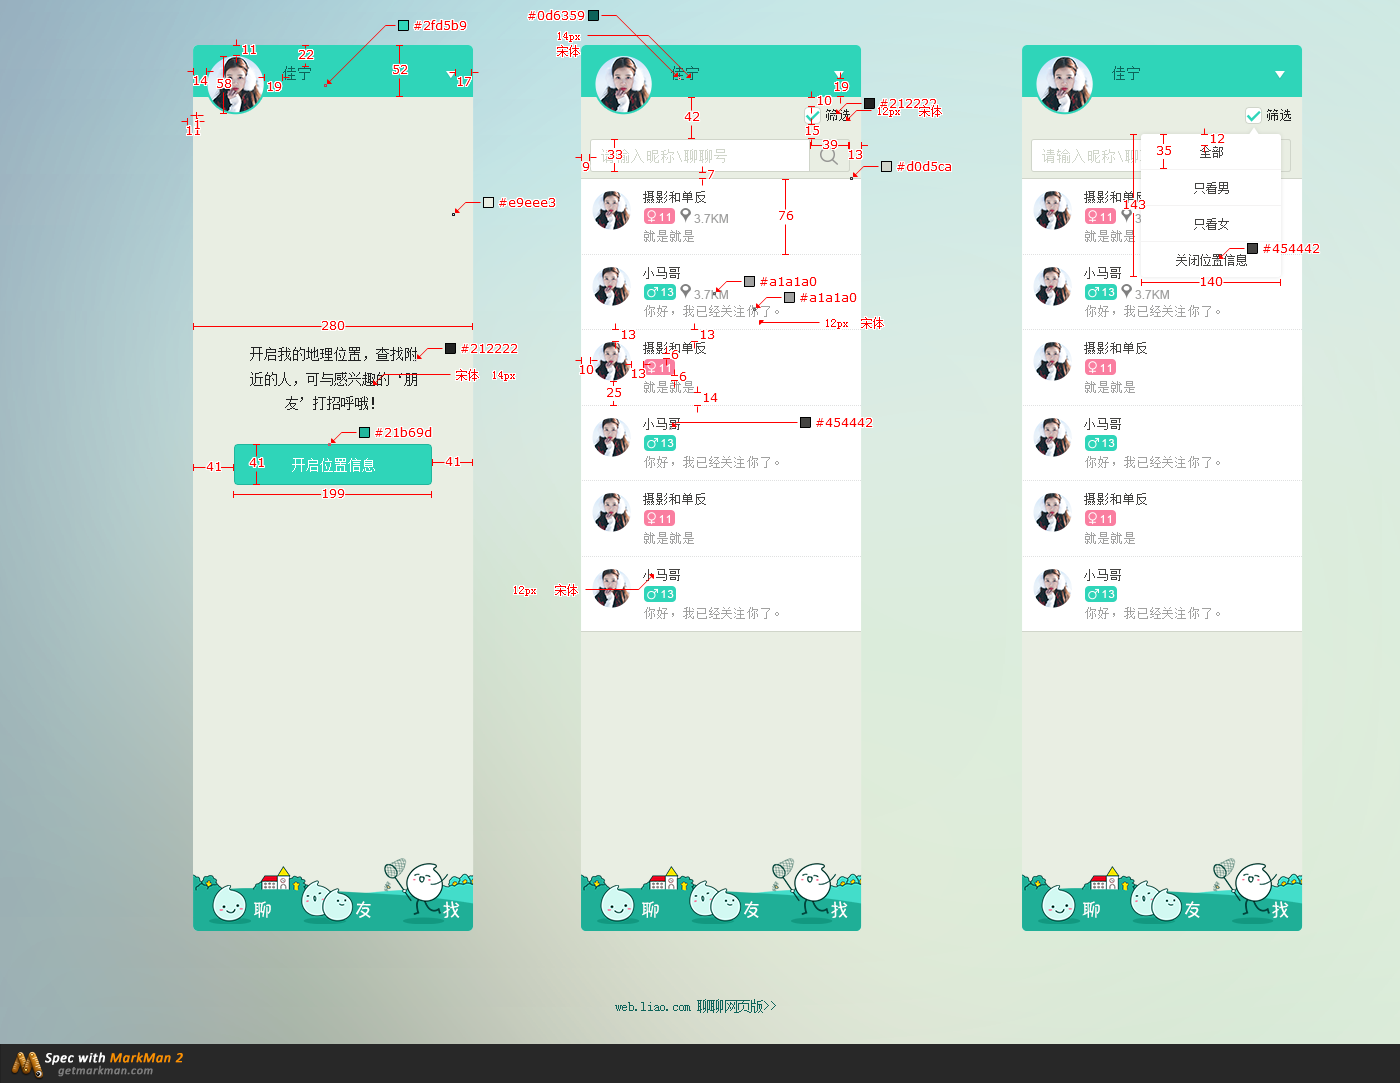 #2fd5b9
11
22
52
14
58
佳宁
19
17
11
#e9eee3
280
开启我的地理位置，查找附
近的人，可与感兴趣的‘朋
友’打招呼哦！
#212222
宋体 14px
#21b69d
41
41
开启位置信息
41
199
聊 友 找
#0d6359
14px
宋体
佳宁
19
10
#212222
12px 宋体
42
筛选
15
39
13
9
33
请输入昵称\聊聊号
7
#d0d5ca
摄影和单反
11 3.7KM
就是就是
76
小马哥
13 3.7KM
你好，我已经关注你了。
#a1a1a0
#a1a1a0
12px 宋体
13
13
摄影和单反
6
11
10
13
6
就是就是
25
14
小马哥
#454442
13
你好，我已经关注你了。
摄影和单反
11
就是就是
小马哥
12px 宋体
13
你好，我已经关注你了。
聊 友 找
佳宁
筛选
请输入昵称\聊
35
12
全部
只看男
只看女
关闭位置信息
143
140
#454442
摄影和单反
11 3
就是就是
小马哥
13 3.7KM
你好，我已经关注你了。
摄影和单反
11
就是就是
小马哥
13
你好，我已经关注你了。
摄影和单反
11
就是就是
小马哥
13
你好，我已经关注你了。
聊 友 找
web.liao.com 聊聊网页版>>
Spec with MarkMan 2
getmarkman.com